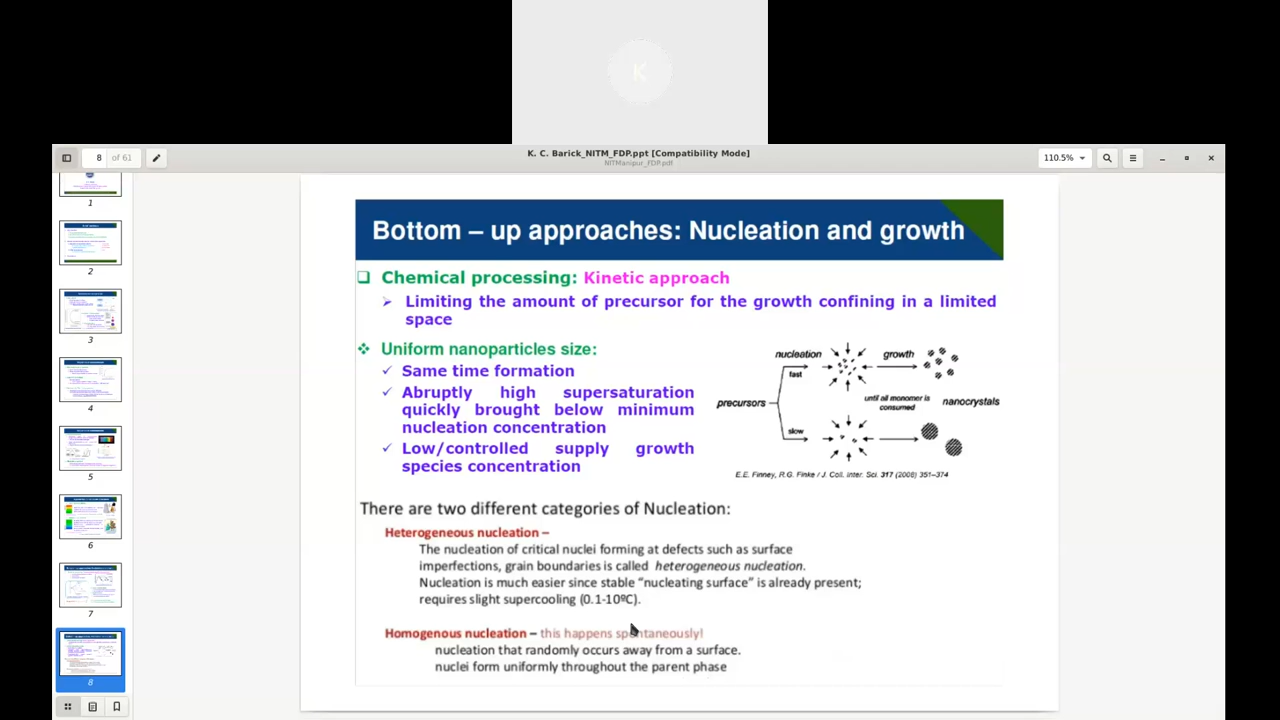 K
8 of 61
K. C. Barick_NITM_FDP.ppt [Compatibility Mode]
NITManipur_FDP.pdf
110.5%
1
2
3
4
5
6
7
8
Bottom – up approaches: Nucleation and growth
Chemical processing: Kinetic approach
Limiting the amount of precursor for the growth confining in a limited
space
Uniform nanoparticles size:
Same time formation
Abruptly high supersaturation
quickly brought below minimum
nucleation concentration
Low/controlled supply growth
species concentration
nucleation
fast
growth
precursors
until all monomer is
consumed
nanocrystals
slow
E.E. Finney, R.G. Finke / J. Coll. Inter. Sci. 317 (2008) 351–374
There are two different categories of Nucleation:
Heterogeneous nucleation –
The nucleation of critical nuclei forming at defects such as surface
imperfections, grain boundaries is called heterogeneous nucleation.
Nucleation is much easier since stable “nucleating surface” is already present;
requires slight supercooling (0.1-10ºC).
Homogenous nucleation – this happens spontaneously!
nucleation that randomly occurs away from a surface.
nuclei form uniformly throughout the parent phase